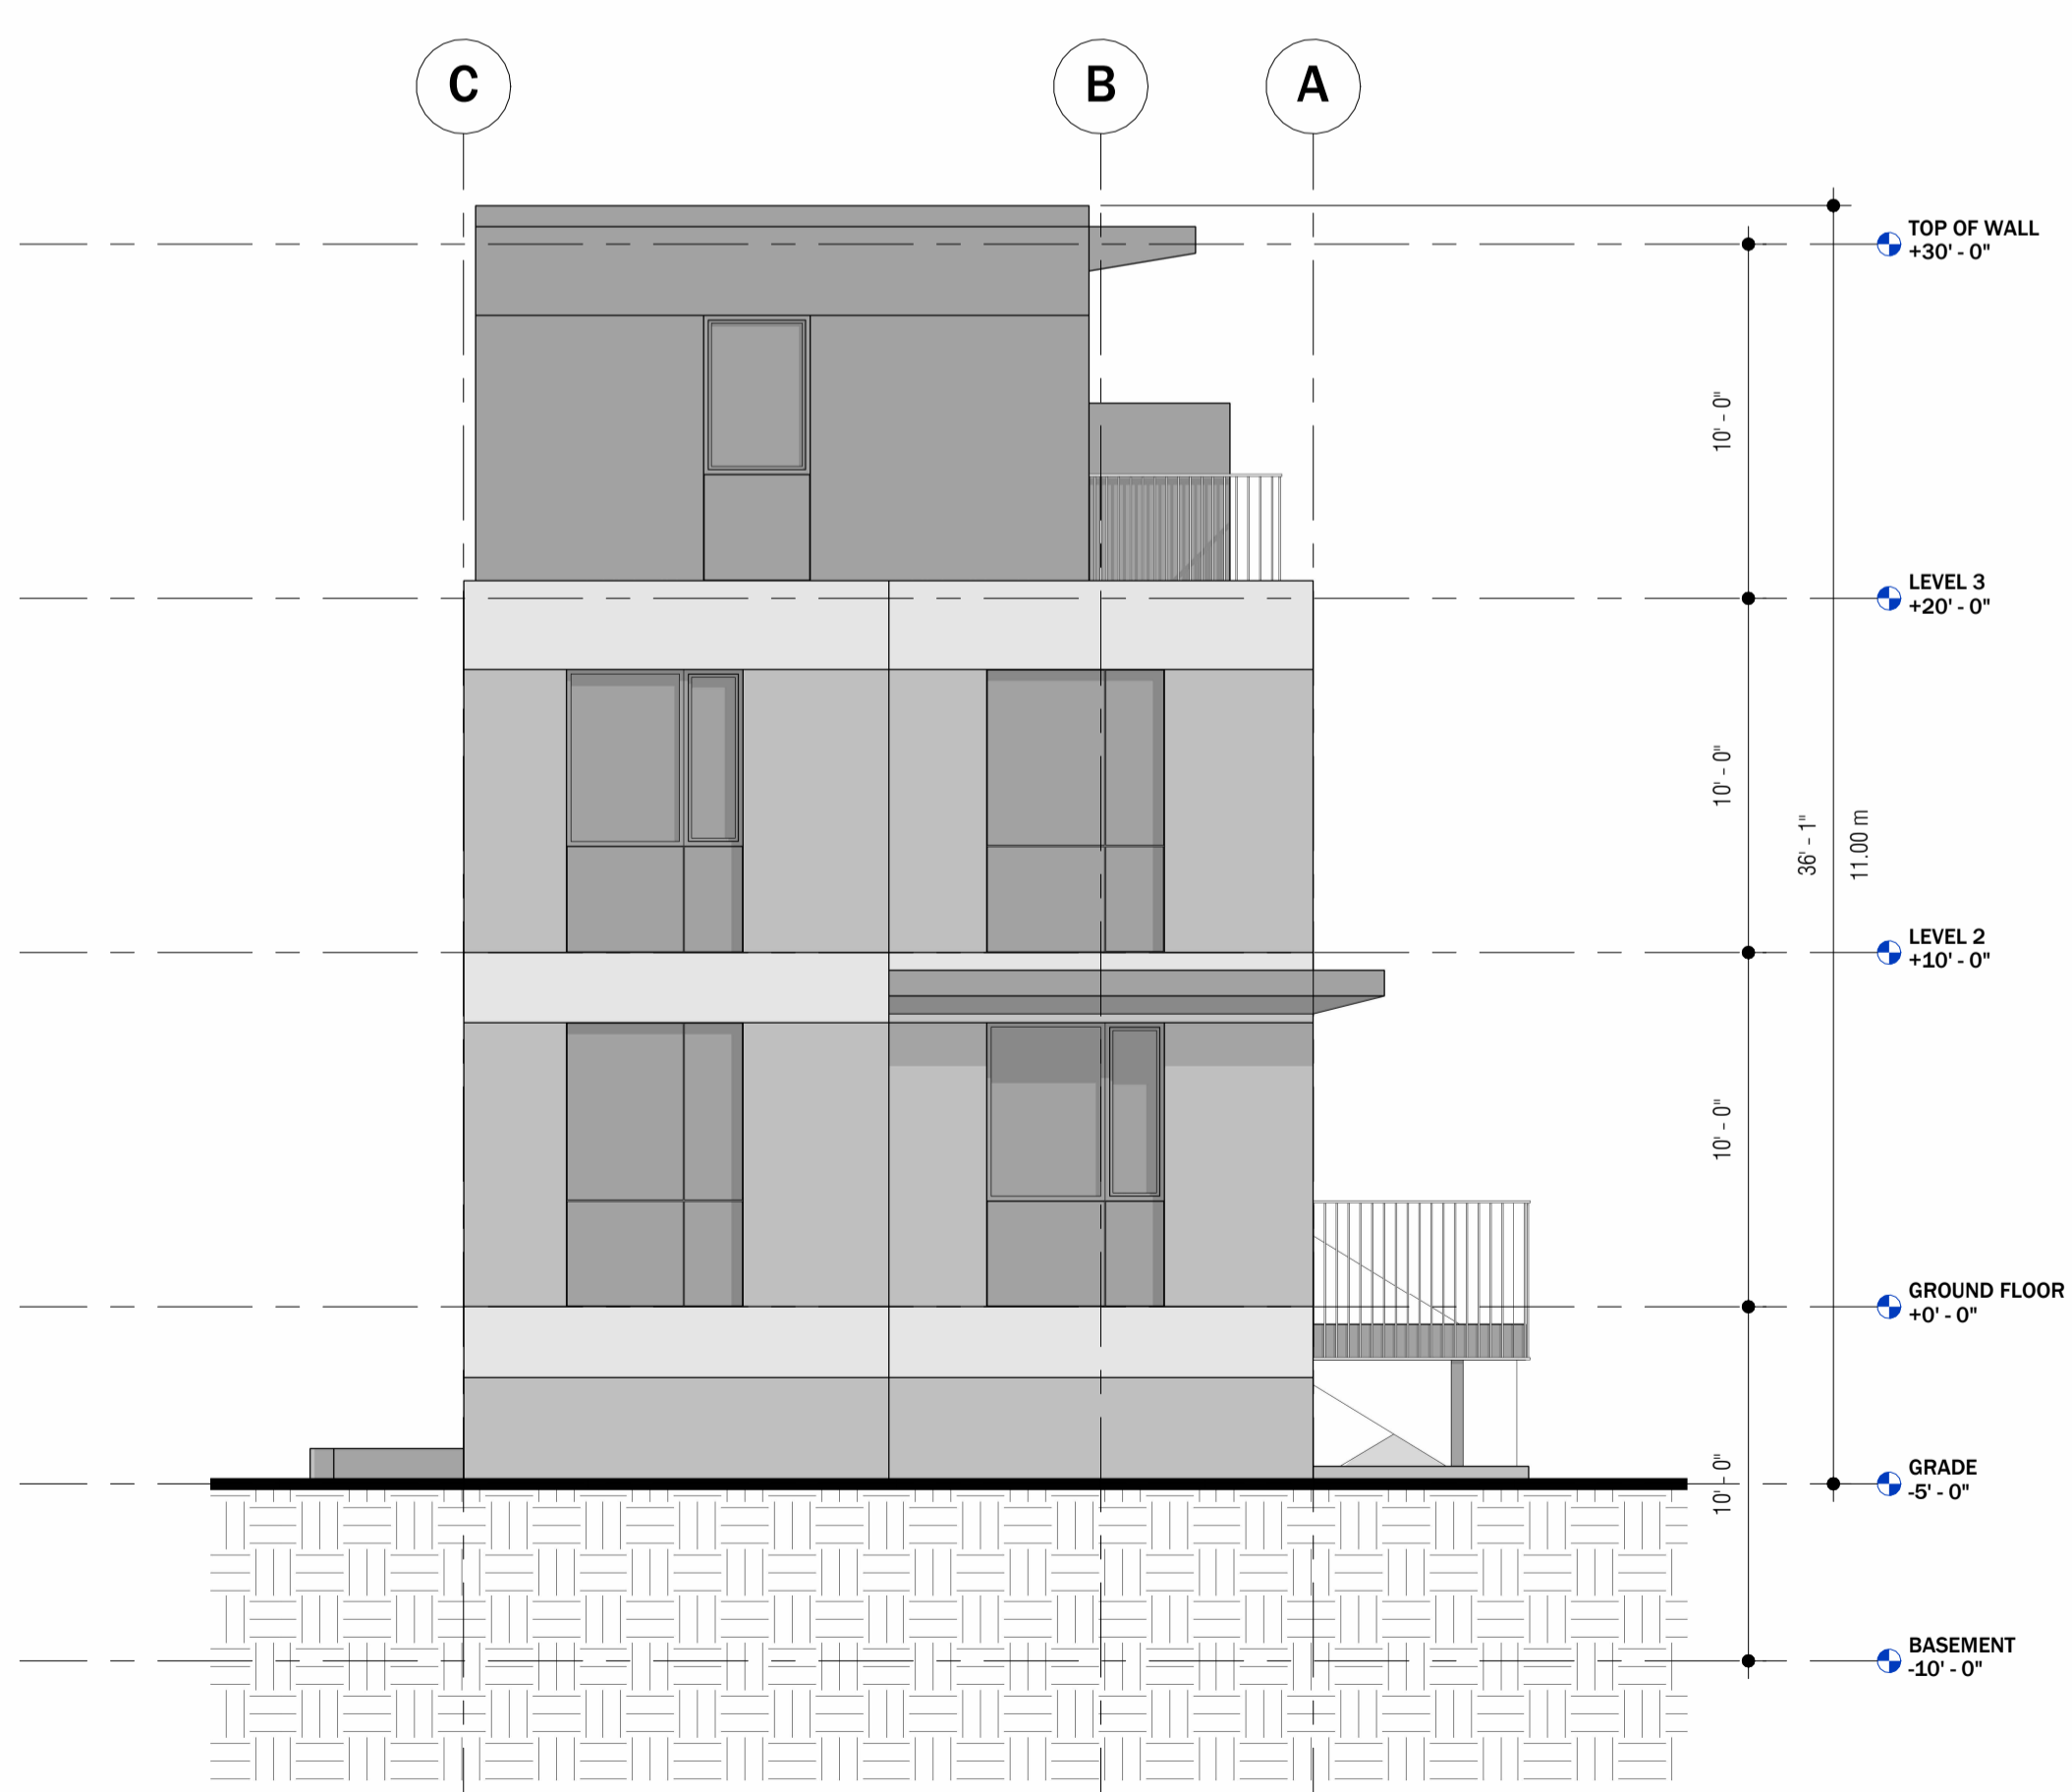 C
B
A
TOP OF WALL
+30' - 0"
10' - 0"
LEVEL 3
+20' - 0"
10' - 0"
36' - 1"
11.00 m
LEVEL 2
+10' - 0"
10' - 0"
GROUND FLOOR
+0' - 0"
10' - 0"
GRADE
-5' - 0"
BASEMENT
-10' - 0"